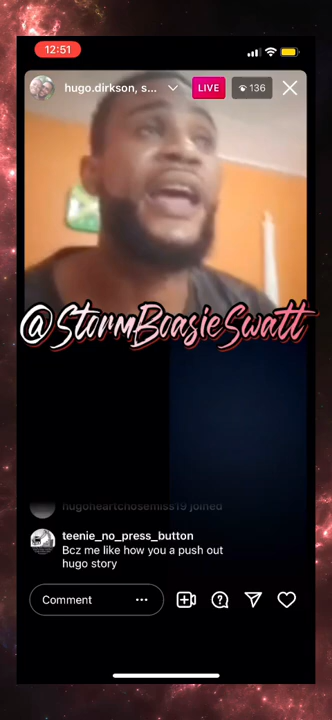 12:51
hugo.dirkson, s...
LIVE
136
@StormBoasieSwatt
hugoheartchosemiss19 joined
teenie_no_press_button
Bcz me like how you a push out
hugo story
Comment